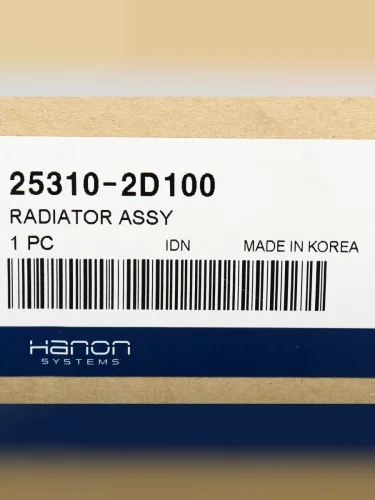 25310-2D100
RADIATOR ASSY
1 PC IDN MADE IN KOREA
Hanon
SYSTEMS